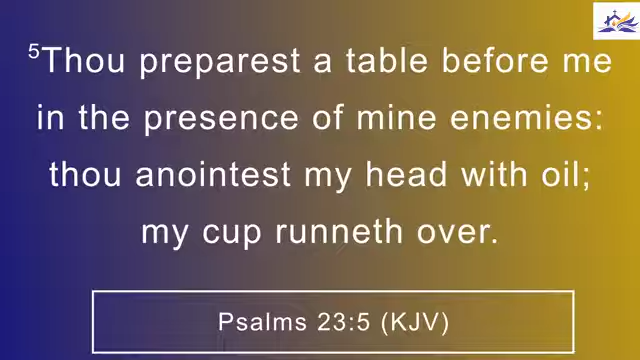 ⁵Thou preparest a table before me
in the presence of mine enemies:
thou anointest my head with oil;
my cup runneth over.
Psalms 23:5 (KJV)